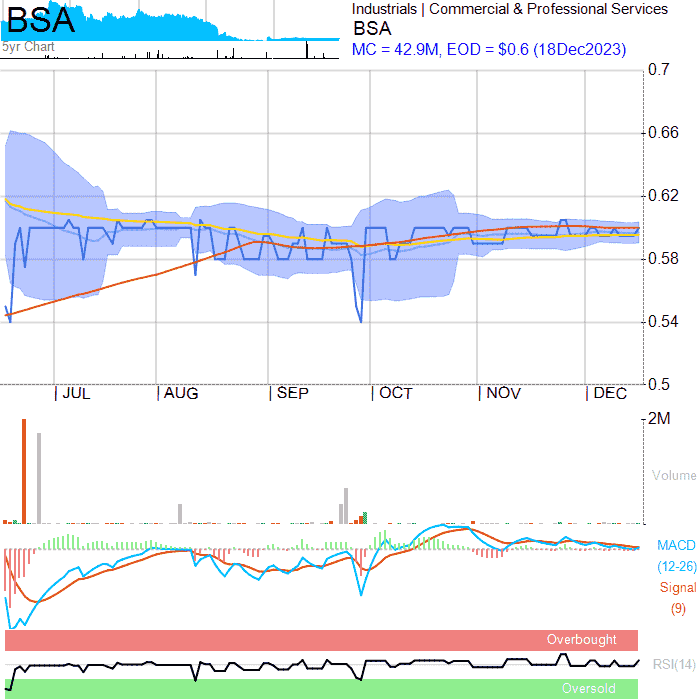 BSA
5yr Chart
Industrials | Commercial & Professional Services
BSA
MC = 42.9M, EOD = $0.6 (18Dec2023)
0.7
0.66
0.62
0.58
0.54
0.5
JUL
AUG
SEP
OCT
NOV
DEC
2M
Volume
MACD
(12-26)
Signal
(9)
Overbought
RSI(14)
Oversold